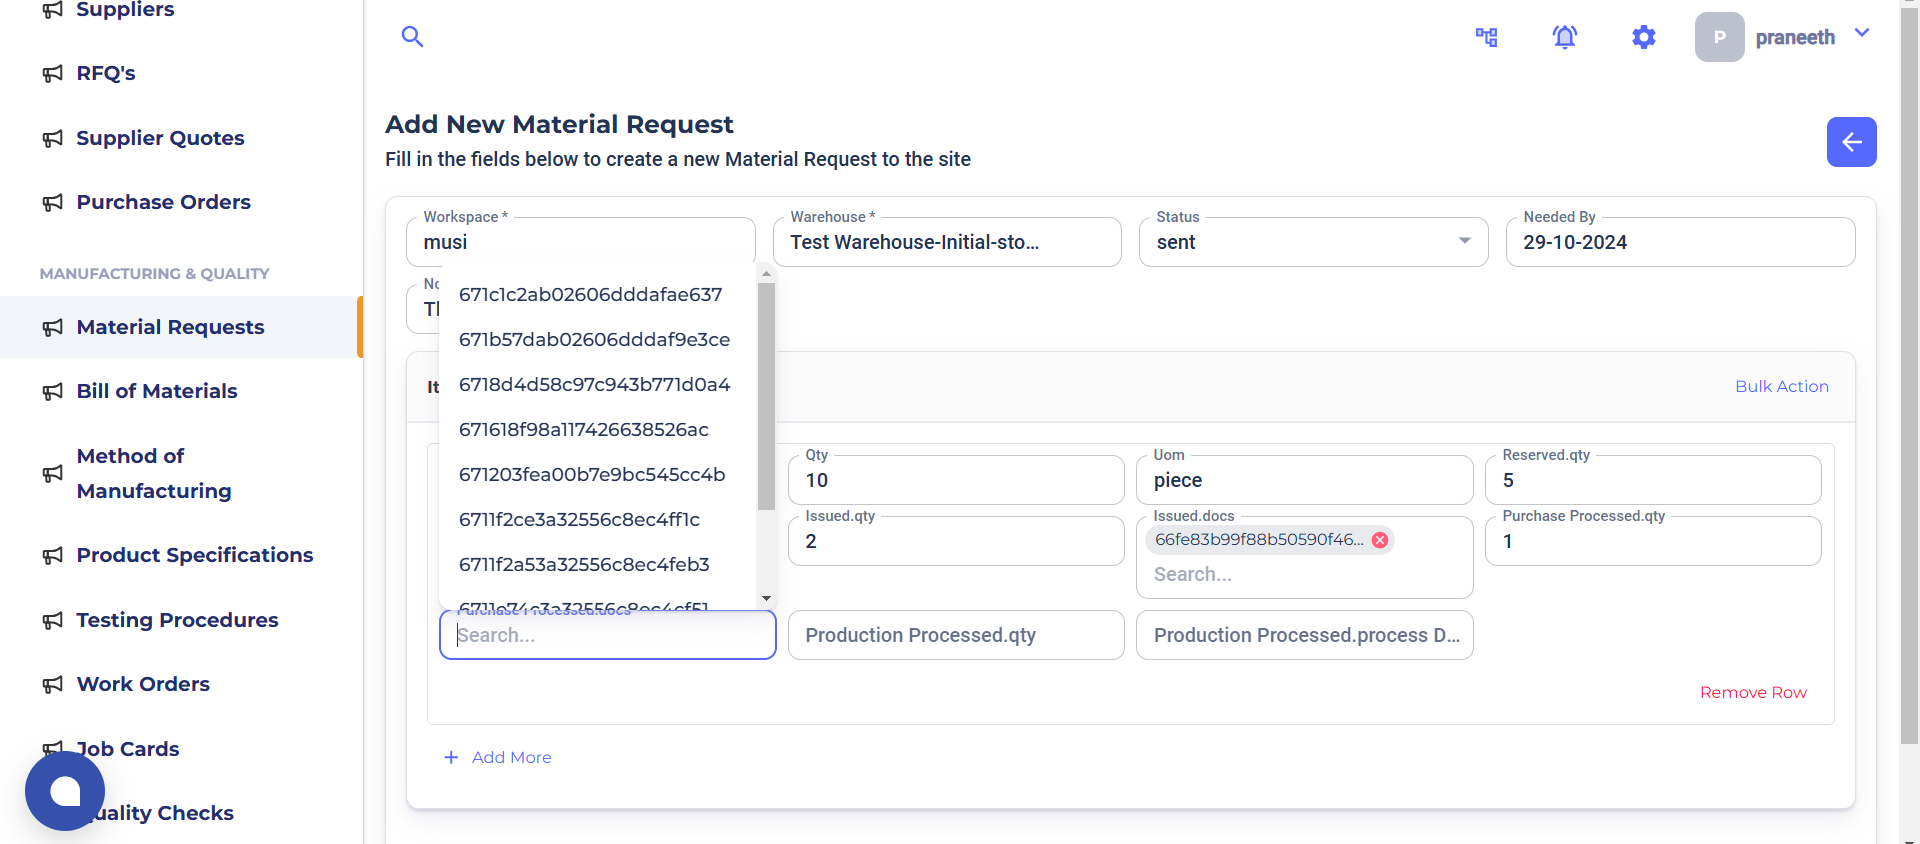 Suppliers
RFQ's
Supplier Quotes
Purchase Orders
MANUFACTURING & QUALITY
Material Requests
Bill of Materials
Method of
Manufacturing
Product Specifications
Testing Procedures
Work Orders
Job Cards
uality Checks
P
praneeth
Add New Material Request
Fill in the fields below to create a new Material Request to the site
Workspace *
musi
Warehouse *
Test Warehouse-Initial-sto...
Status
sent
Needed By
29-10-2024
No
671c1c2ab02606dddafae637
671b57dab02606dddaf9e3ce
6718d4d58c97c943b771d0a4
671618f98a117426638526ac
671203fea00b7e9bc545cc4b
6711f2ce3a32556c8ec4ff1c
6711f2a53a32556c8ec4feb3
6711e74c3a32556c8ec4cf51
It
Bulk Action
Qty
10
Uom
piece
Reserved.qty
5
Issued.qty
2
Issued.docs
66fe83b99f88b50590f46...
Search...
Purchase Processed.qty
1
Purchase Processed.docs
Search...
Production Processed.qty
Production Processed.process D...
Remove Row
+ Add More